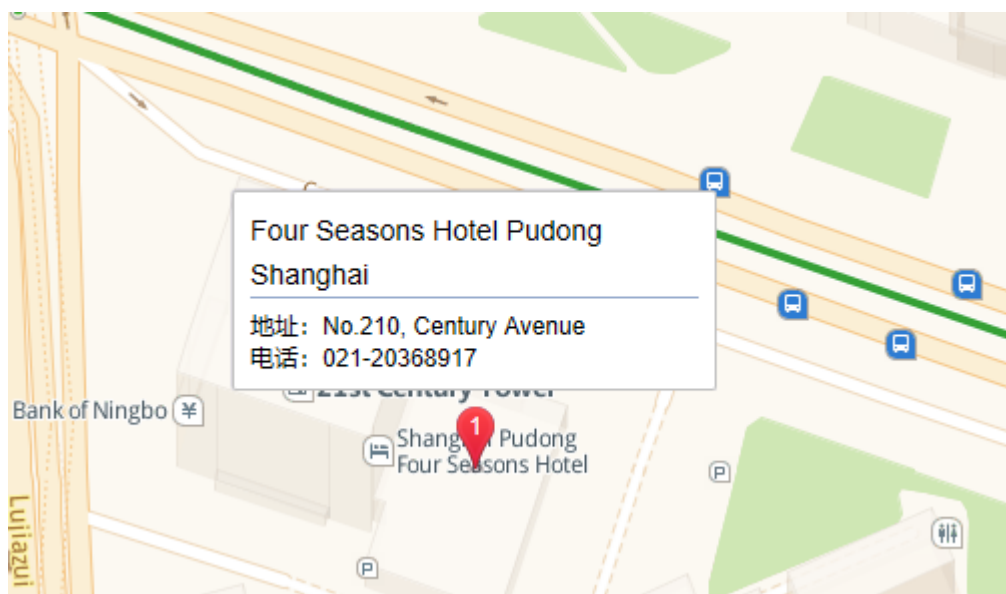 Four Seasons Hotel Pudong
Shanghai
地址：No.210, Century Avenue
电话：021-20368917
21st Century Tower
Bank of Ningbo ¥
1
Shanghai Pudong
Four Seasons Hotel
P
P
Lujiazui